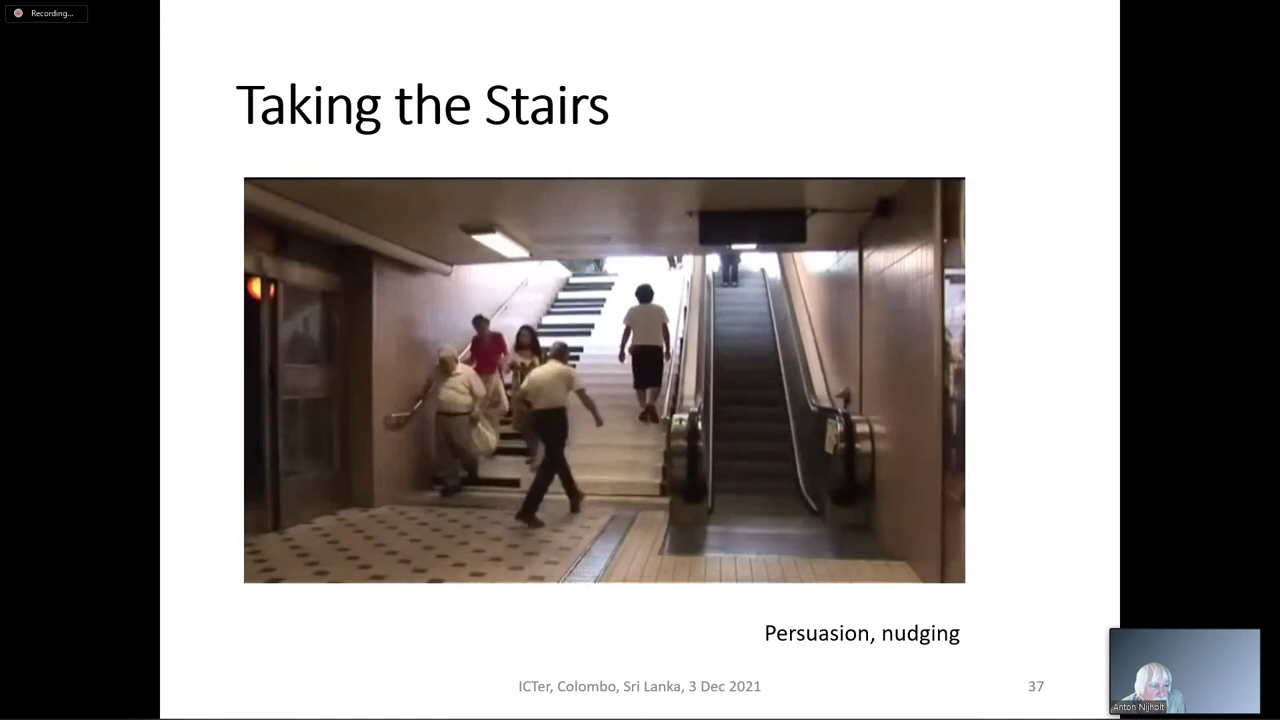 Recording...
Taking the Stairs
Persuasion, nudging
ICTer, Colombo, Sri Lanka, 3 Dec 2021
37
Anton Nijholt